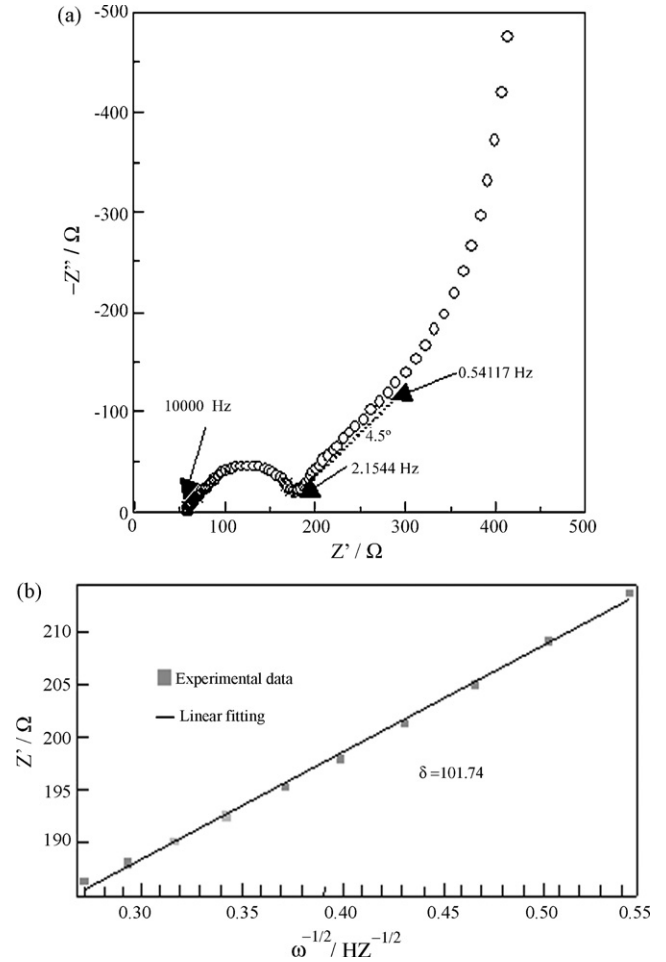 (a)
-500
-400
-300
-200
-100
0
–Z” / Ω
10000 Hz
0.54117 Hz
4.5º
2.1544 Hz
0 100 200 300 400 500
Z’ / Ω
(b)
210
205
200
195
190
Z’ / Ω
Experimental data
Linear fitting
δ =101.74
0.30 0.35 0.40 0.45 0.50 0.55
ω⁻¹/² / HZ⁻¹/²